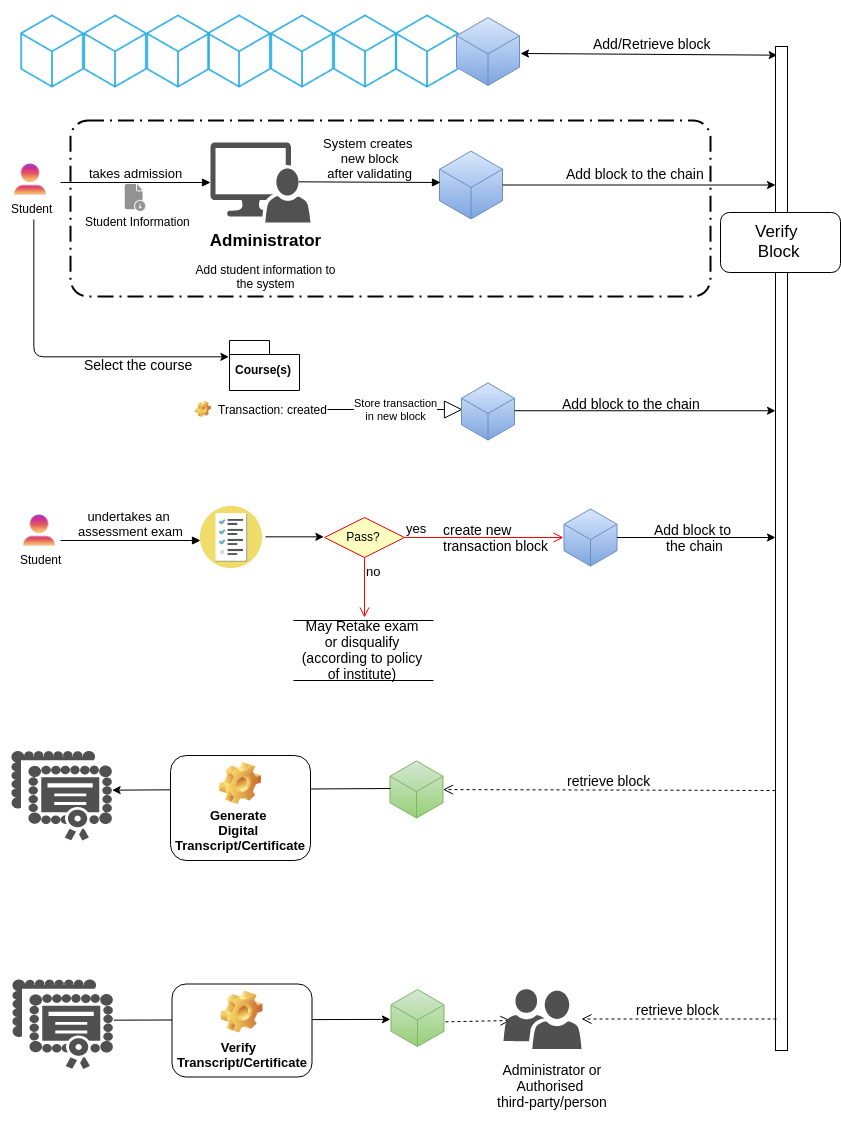 Add/Retrieve block
System creates
new block
after validating
takes admission
Add block to the chain
Student
Student Information
Administrator
Verify
Block
Add student information to
the system
Select the course
Course(s)
Transaction: created
Store transaction
in new block
Add block to the chain
undertakes an
assessment exam
Pass?
yes
create new
transaction block
Add block to
the chain
Student
no
May Retake exam
or disqualify
(according to policy
of institute)
retrieve block
Generate
Digital
Transcript/Certificate
retrieve block
Verify
Transcript/Certificate
Administrator or
Authorised
third-party/person